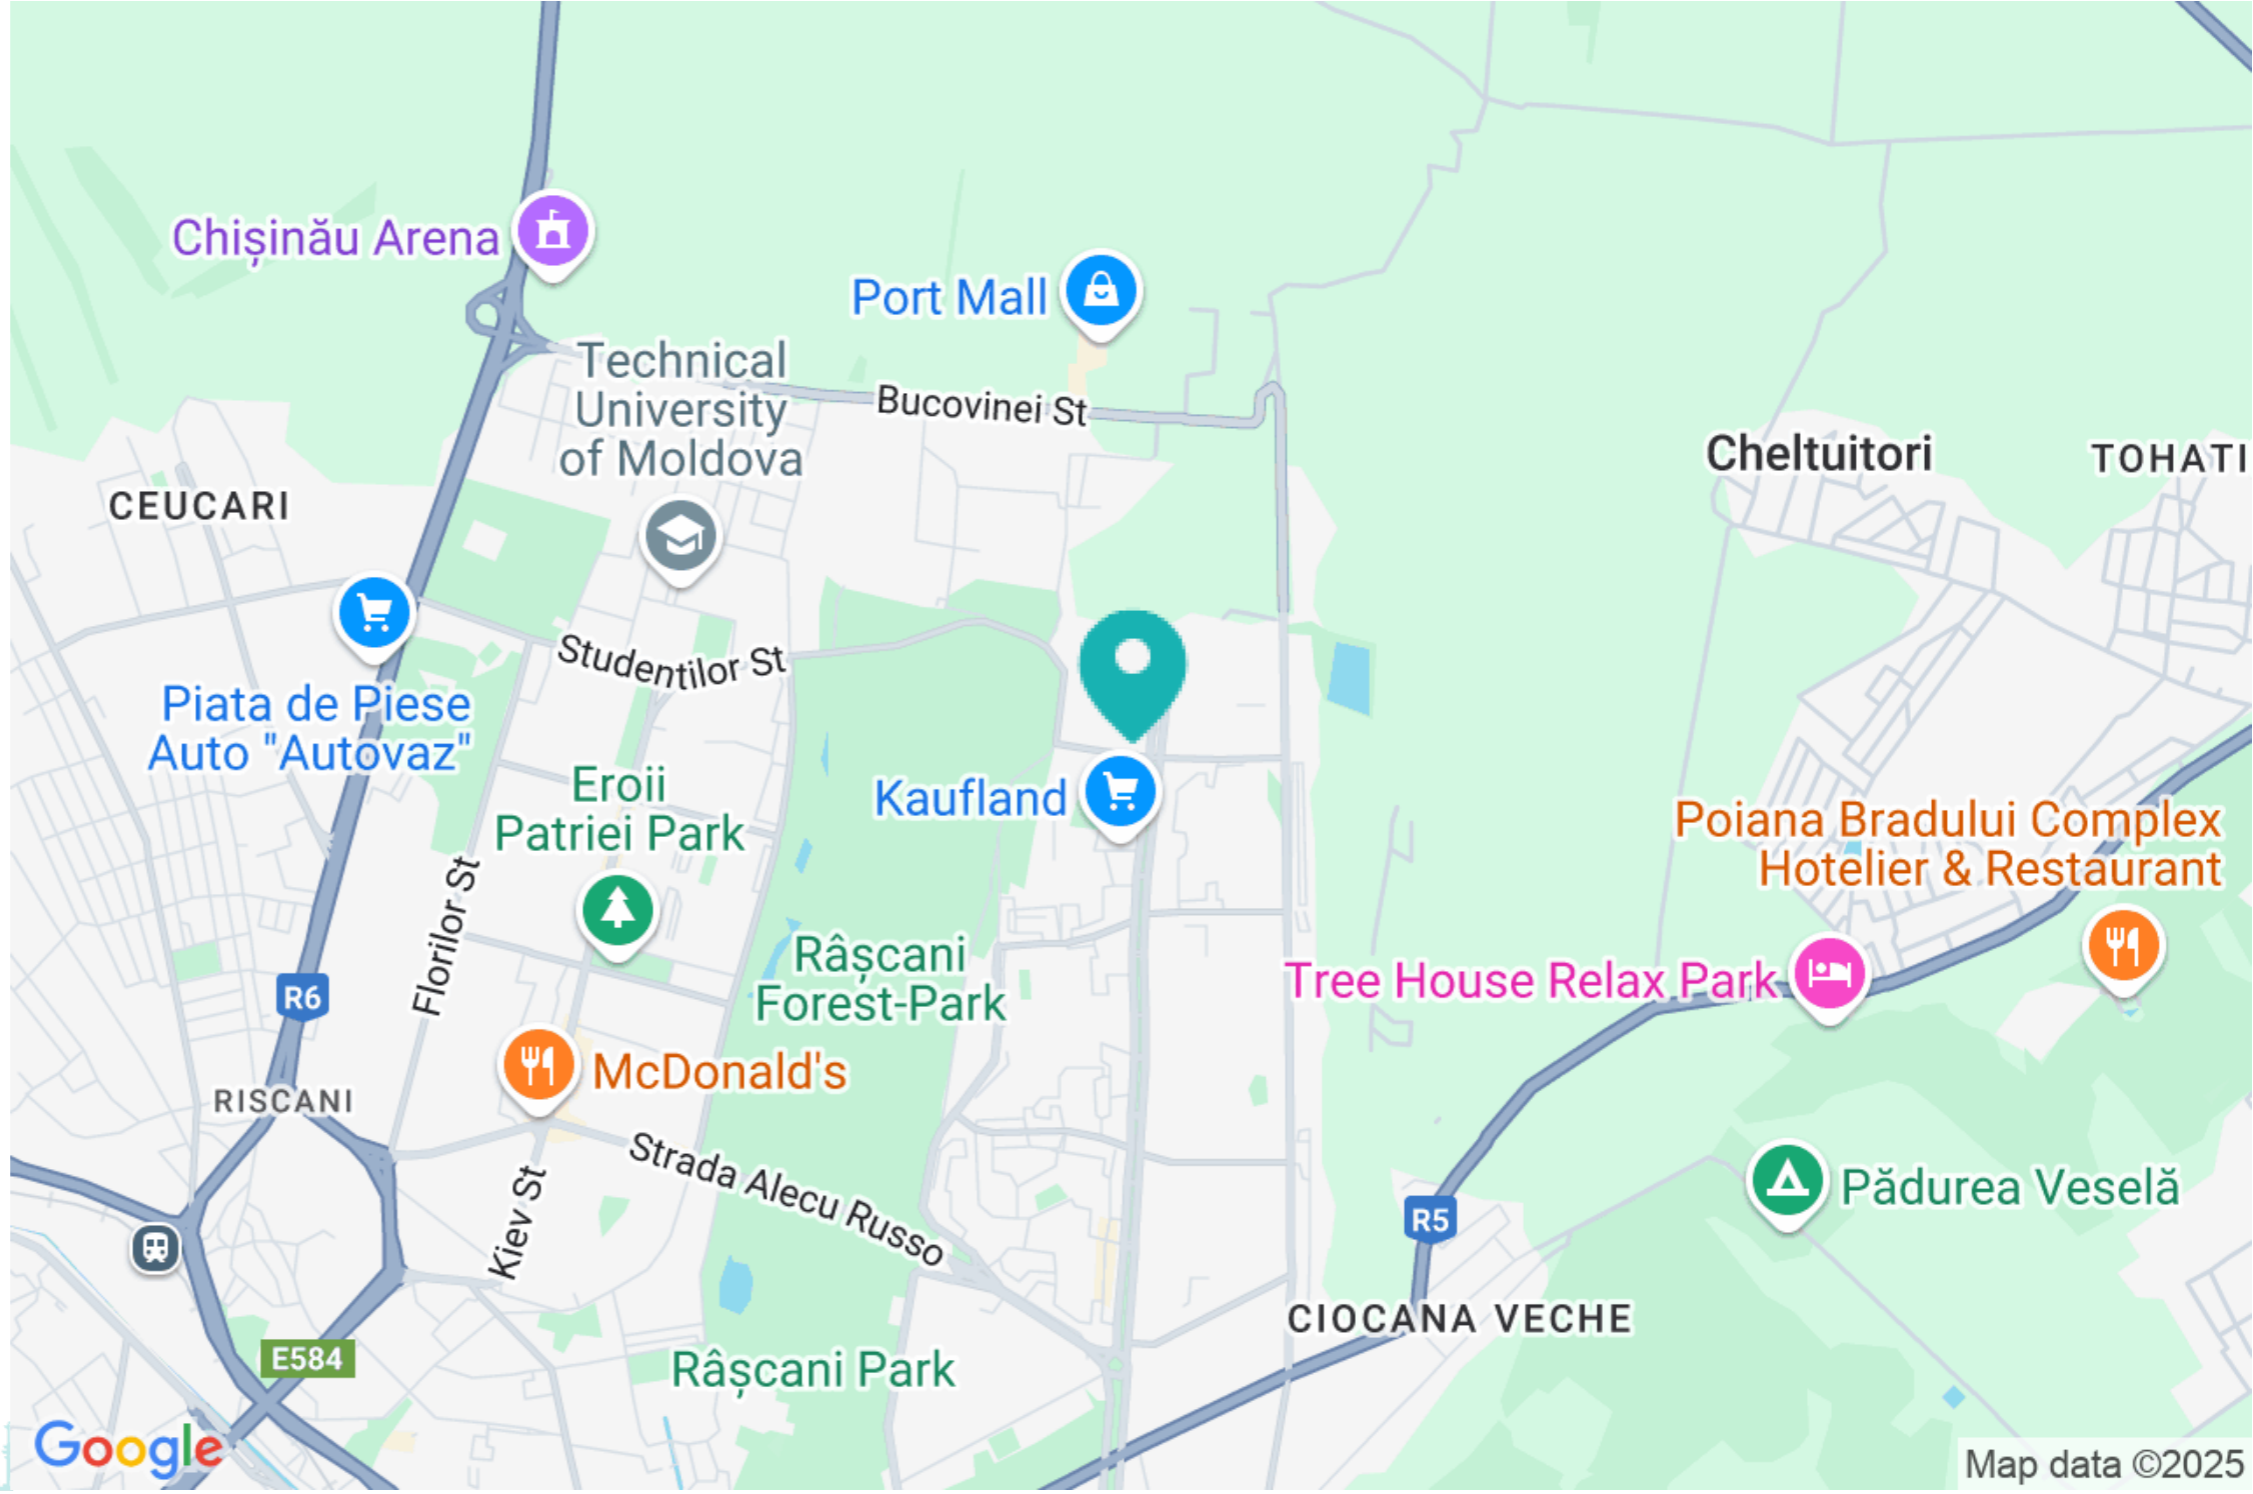 Chișinău Arena
Port Mall
Technical
University
of Moldova
Bucovinei St
Cheltuitori
TOHATI
CEUCARI
Studentilor St
Piata de Piese
Auto "Autovaz"
Eroii
Patriei Park
Kaufland
Poiana Bradului Complex
Hotelier & Restaurant
Florilor St
Râșcani
Forest-Park
Tree House Relax Park
R6
McDonald's
RISCANI
Strada Alecu Russo
Kiev St
Pădurea Veselă
R5
CIOCANA VECHE
E584
Râșcani Park
Google
Map data ©2025